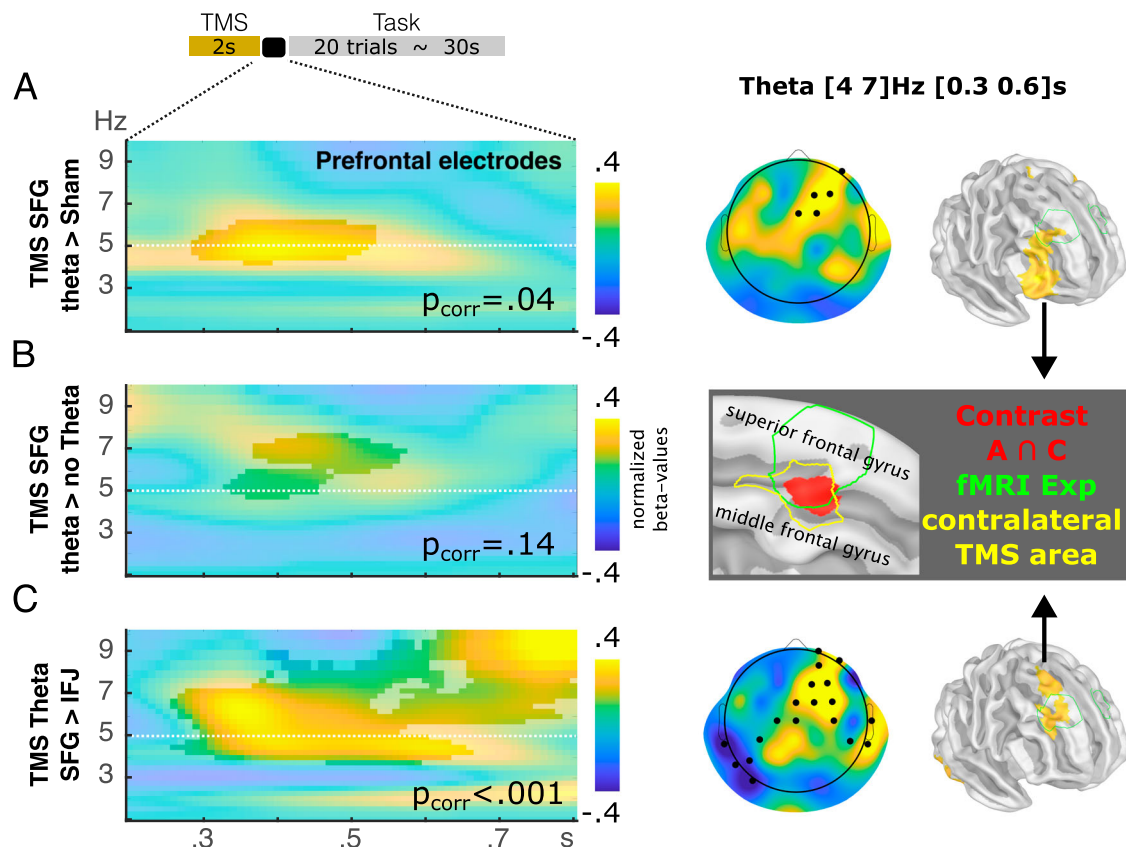 TMS Task
2s 20 trials ~ 30s
A
Theta [4 7]Hz [0.3 0.6]s
Hz
9
7
5
3
TMS SFG
theta > Sham
Prefrontal electrodes
p_corr=.04
.4
-.4
B
9
7
5
3
TMS SFG
theta > no Theta
p_corr=.14
.4
-.4
normalized
beta-values
superior frontal gyrus
middle frontal gyrus
Contrast
A ∩ C
fMRI Exp
contralateral
TMS area
C
9
7
5
3
TMS Theta
SFG > IFJ
p_corr<.001
.4
-.4
.3 .5 .7 s